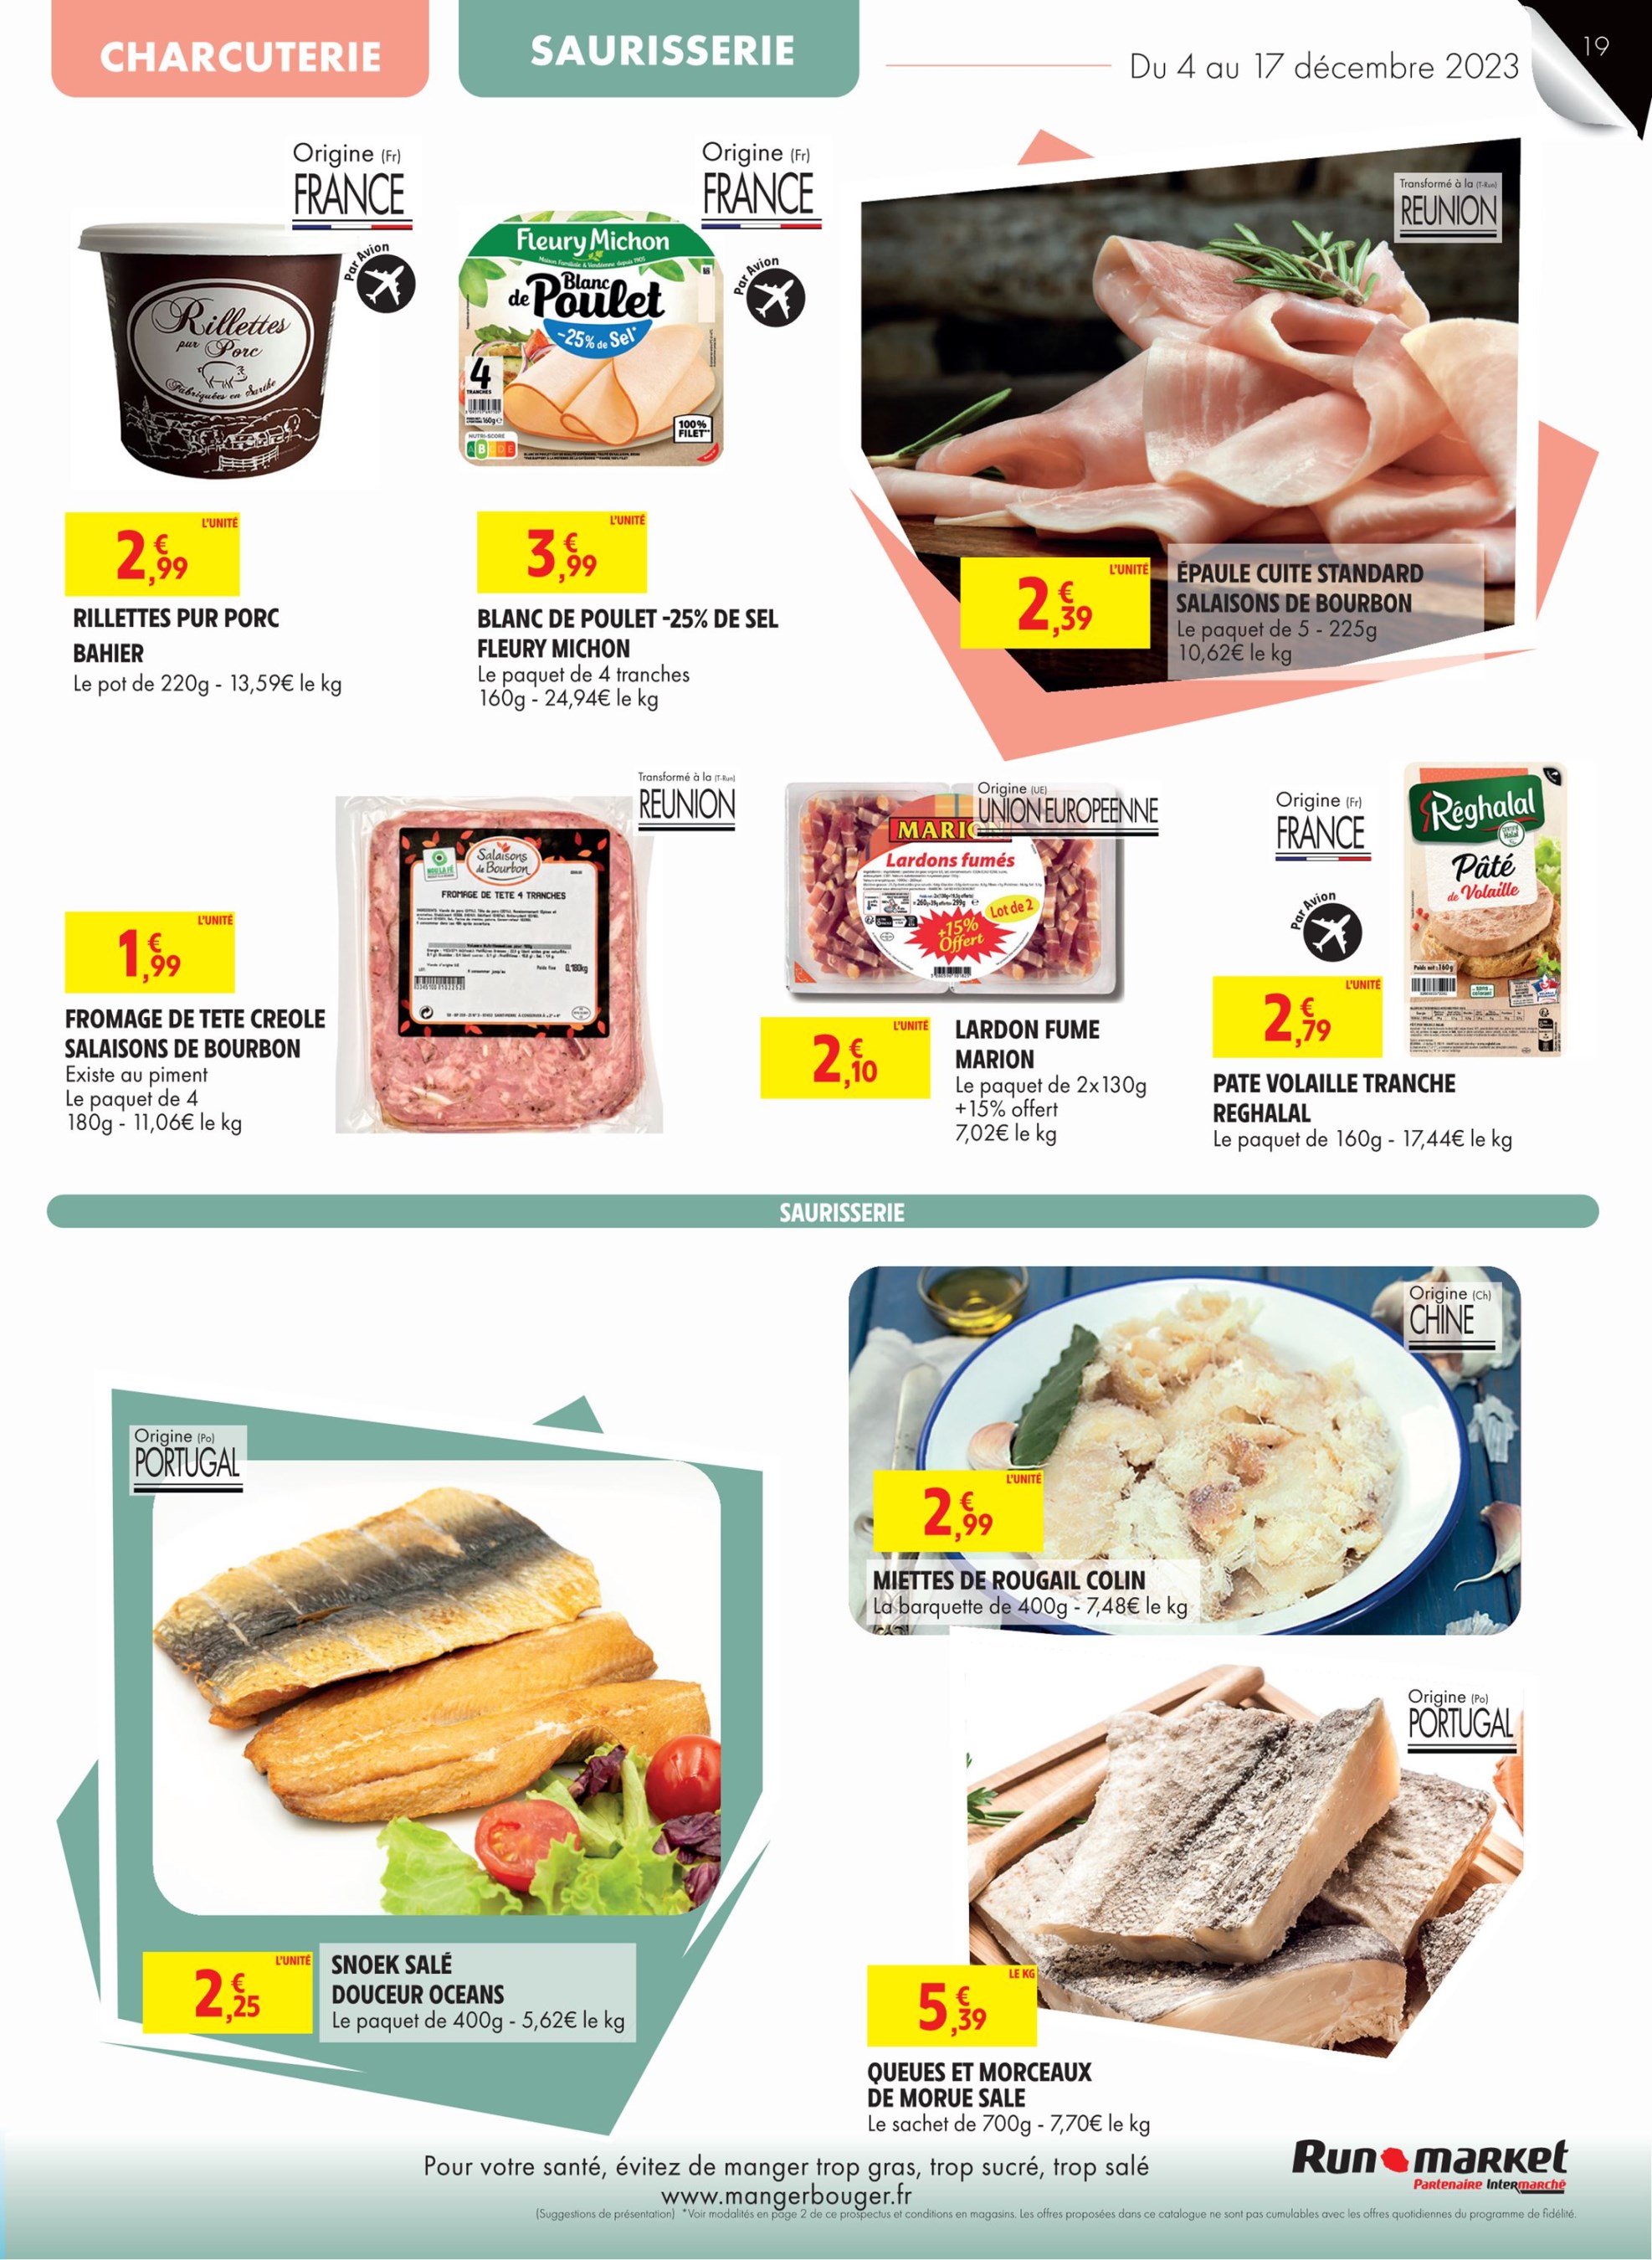 CHARCUTERIE
SAURISSERIE
Du 4 au 17 décembre 2023
19
Origine (Fr)
FRANCE
Par Avion
Rillettes
pur Porc
Fabriquées en Sarthe
L'UNITÉ
2,99 €
RILLETTES PUR PORC
BAHIER
Le pot de 220g - 13,59€ le kg
Origine (Fr)
FRANCE
Par Avion
Fleury Michon
Maison Familiale & Vendéenne depuis 1905
Blanc
de Poulet
-25% de Sel*
4
TRANCHES
160g e
NUTRI-SCORE
A B C D E
100%
FILET**
L'UNITÉ
3,99 €
BLANC DE POULET -25% DE SEL
FLEURY MICHON
Le paquet de 4 tranches
160g - 24,94€ le kg
Transformé à la (T-Run)
REUNION
L'UNITÉ
2,39 €
ÉPAULE CUITE STANDARD
SALAISONS DE BOURBON
Le paquet de 5 - 225g
10,62€ le kg
Transformé à la (T-Run)
REUNION
Salaisons
de Bourbon
FROMAGE DE TETE 4 TRANCHES
0,180kg
L'UNITÉ
1,99 €
FROMAGE DE TETE CREOLE
SALAISONS DE BOURBON
Existe au piment
Le paquet de 4
180g - 11,06€ le kg
Origine (UE)
UNION EUROPEENNE
Lardons fumés
Lot de 2
+15%
Offert
L'UNITÉ
2,10 €
LARDON FUME
MARION
Le paquet de 2x130g
+15% offert
7,02€ le kg
Origine (Fr)
FRANCE
Par Avion
Réghalal
Pâté
de Volaille
Poids net : 160g
L'UNITÉ
2,79 €
PATE VOLAILLE TRANCHE
REGHALAL
Le paquet de 160g - 17,44€ le kg
SAURISSERIE
Origine (Po)
PORTUGAL
L'UNITÉ
2,25 €
SNOEK SALÉ
DOUCEUR OCEANS
Le paquet de 400g - 5,62€ le kg
Origine (Ch)
CHINE
L'UNITÉ
2,99 €
MIETTES DE ROUGAIL COLIN
La barquette de 400g - 7,48€ le kg
Origine (Po)
PORTUGAL
LE KG
5,39 €
QUEUES ET MORCEAUX
DE MORUE SALE
Le sachet de 700g - 7,70€ le kg
Pour votre santé, évitez de manger trop gras, trop sucré, trop salé
www.mangerbouger.fr
Run market
Partenaire Intermarché
(Suggestions de présentation) *Voir modalités en page 2 de ce prospectus et conditions en magasins. Les offres proposées dans ce catalogue ne sont pas cumulables avec les offres quotidiennes du programme de fidélité.